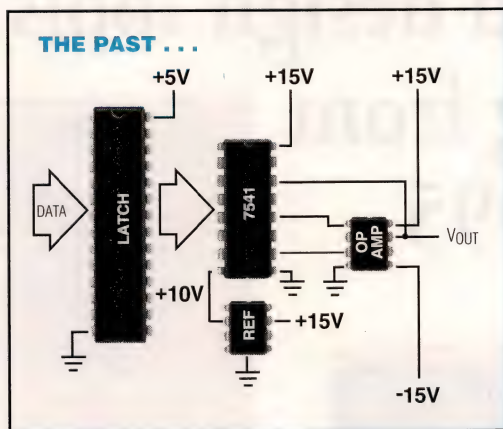 THE PAST . . .
+5V
+15V
+15V
DATA
LATCH
7541
OP
AMP
VOUT
+10V
REF
+15V
-15V